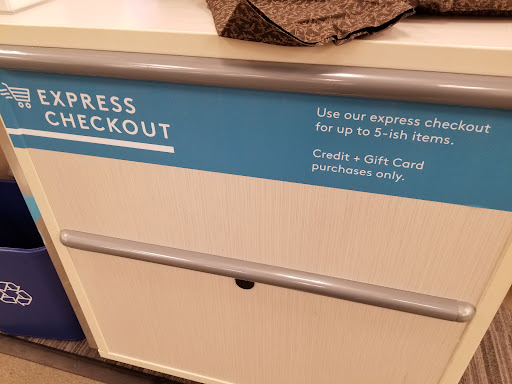 EXPRESS
CHECKOUT
Use our express checkout
for up to 5-ish items.
Credit + Gift Card
purchases only.